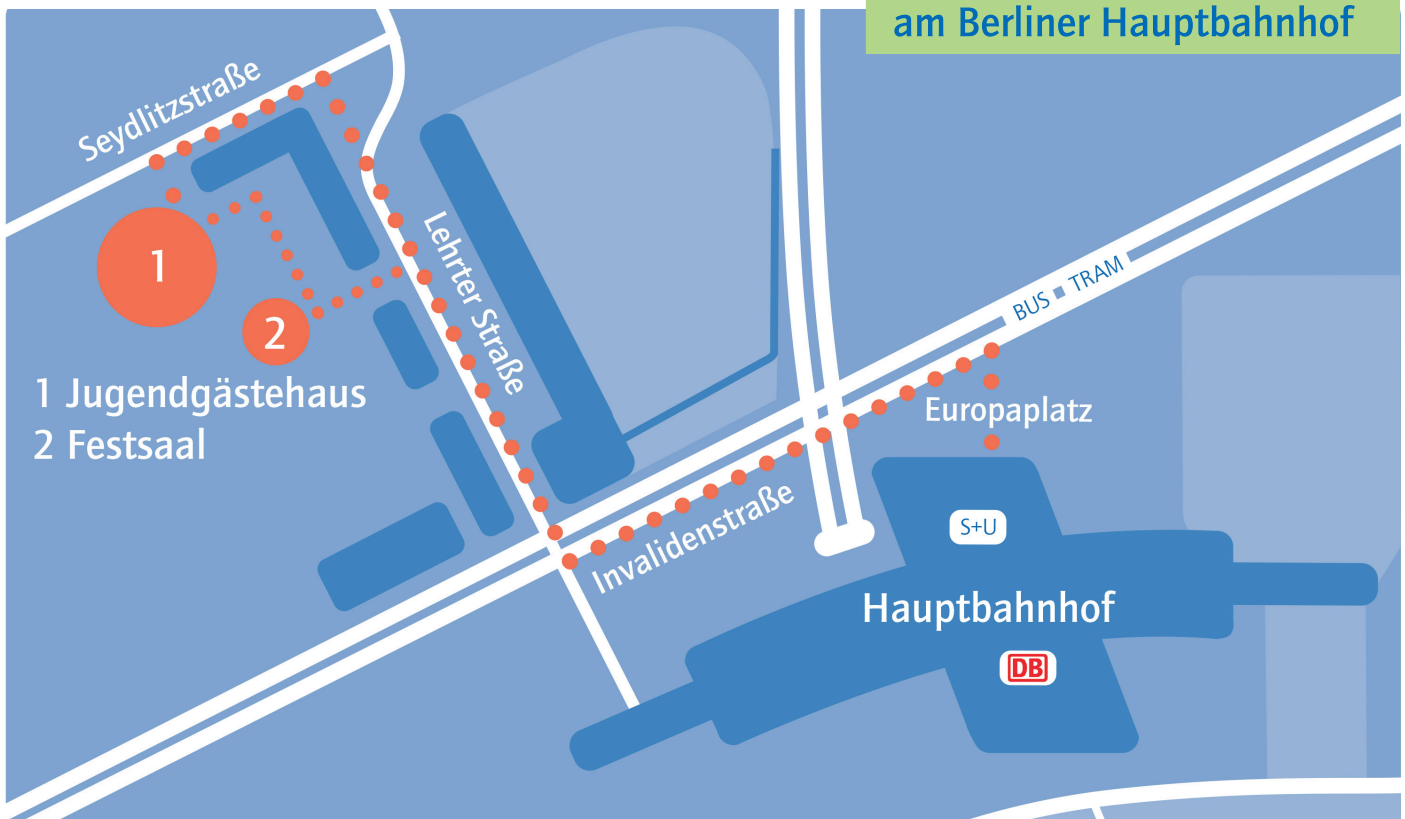 am Berliner Hauptbahnhof
Seydlitzstraße
1
2
Lehrter Straße
1 Jugendgästehaus
2 Festsaal
BUS ▪ TRAM
Europaplatz
Invalidenstraße
S+U
Hauptbahnhof
DB